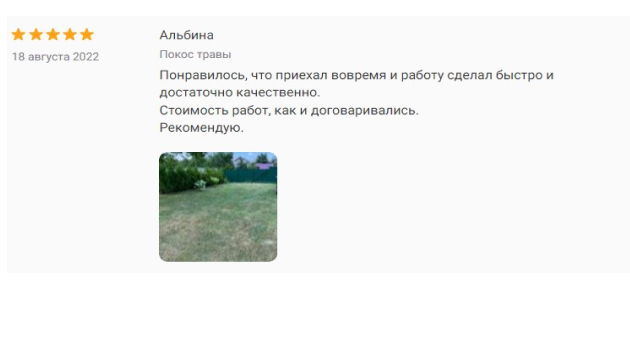 Альбина
18 августа 2022
Покос травы
Понравилось, что приехал вовремя и работу сделал быстро и
достаточно качественно.
Стоимость работ, как и договаривались.
Рекомендую.